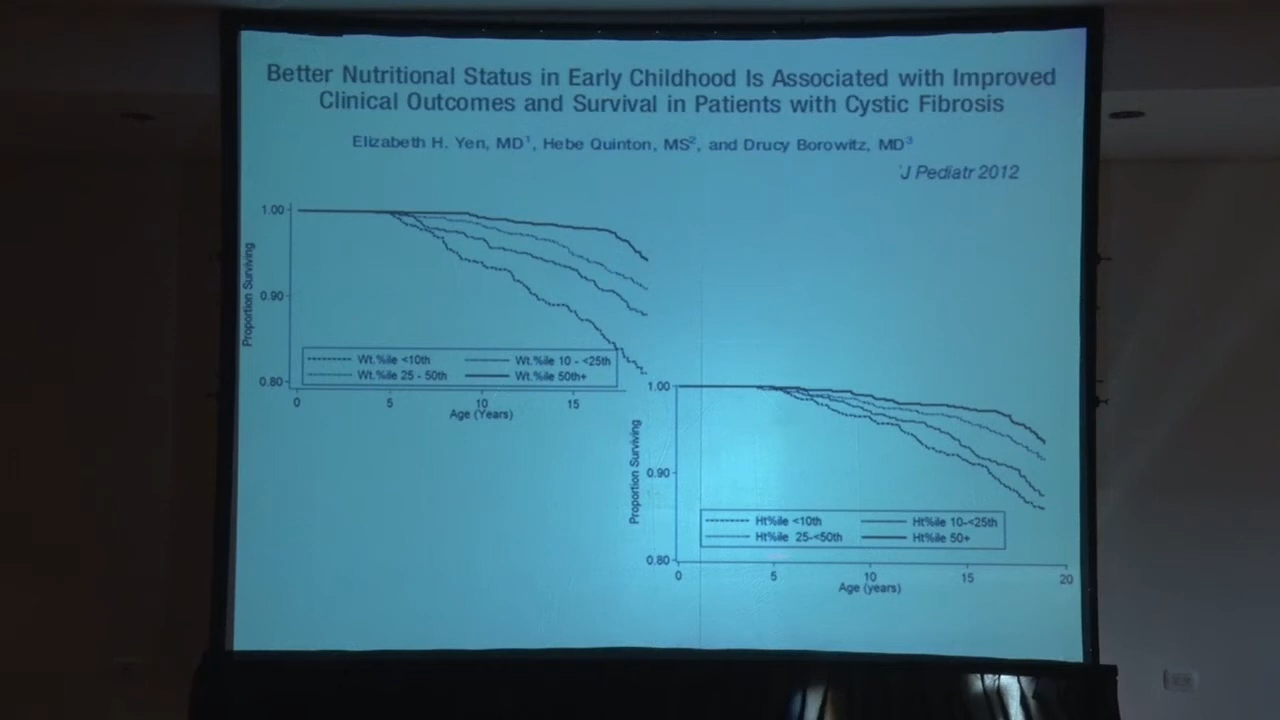 Better Nutritional Status in Early Childhood Is Associated with Improved
Clinical Outcomes and Survival in Patients with Cystic Fibrosis
Elizabeth H. Yen, MD¹, Hebe Quinton, MS², and Drucy Borowitz, MD³
J Pediatr 2012
1.00
0.90
0.80
Proportion Surviving
Wt.%ile <10th
Wt.%ile 10 - <25th
Wt.%ile 25 - 50th
Wt.%ile 50th+
0 5 10 15
Age (Years)
1.00
0.90
0.80
Proportion Surviving
Ht%ile <10th
Ht%ile 10-<25th
Ht%ile 25-<50th
Ht%ile 50+
0 5 10 15 20
Age (years)